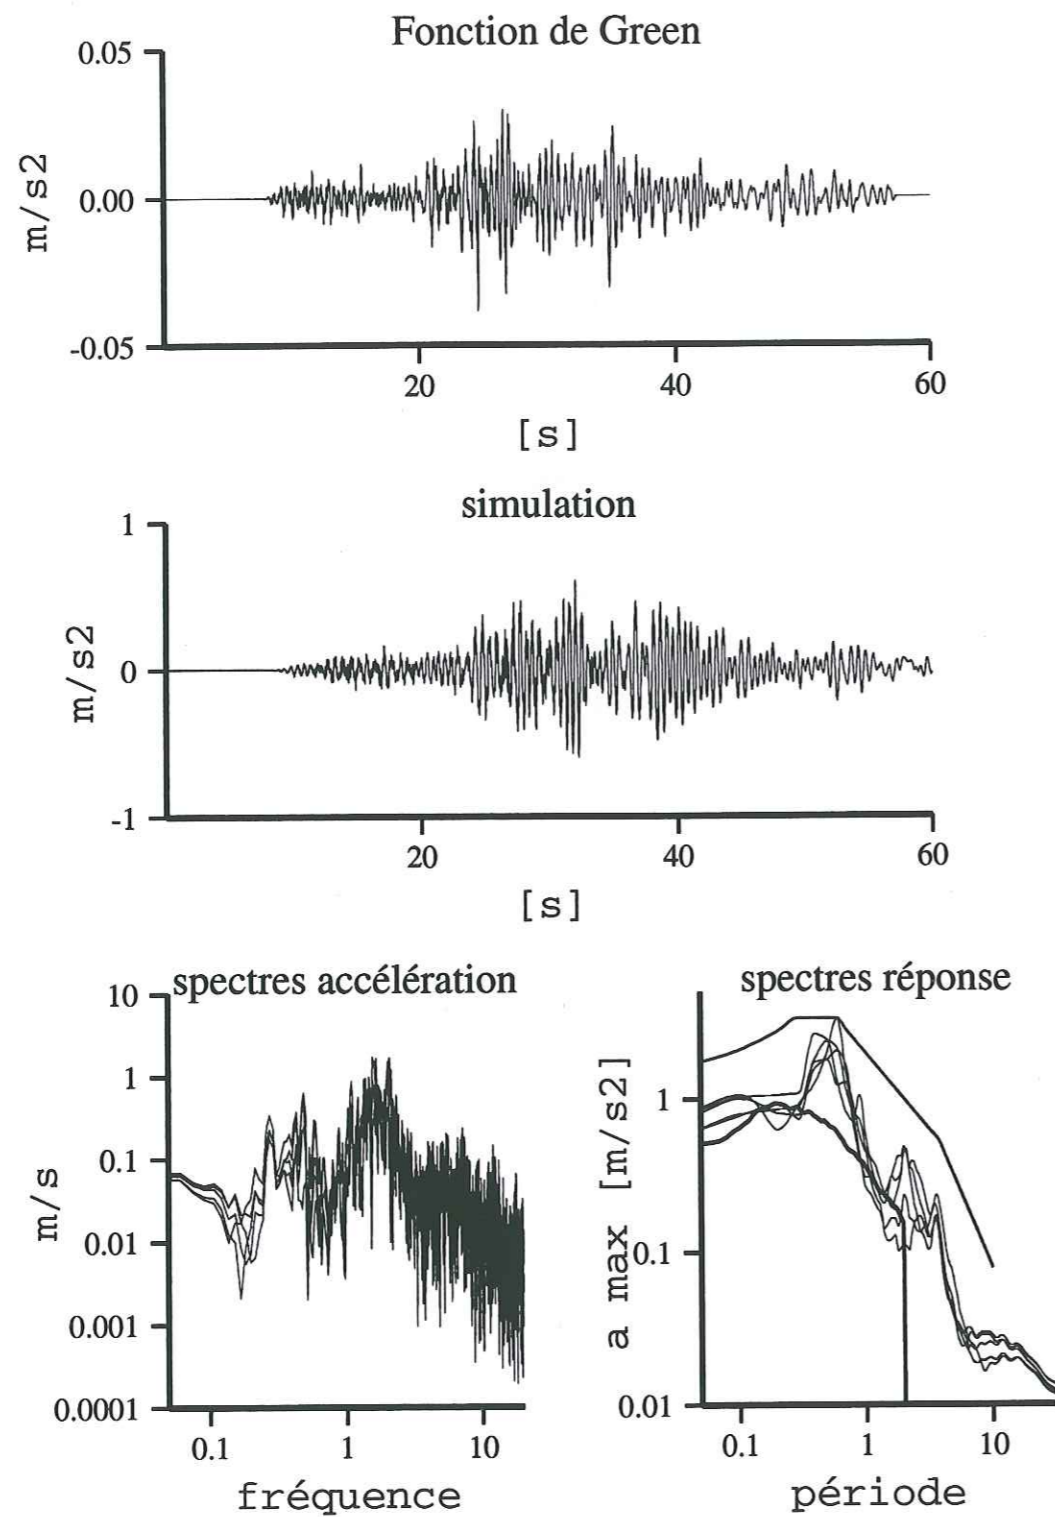 Fonction de Green
0.05
0.00
-0.05
m/s2
20 40 60
[s]
simulation
1
0
-1
m/s2
20 40 60
[s]
spectres accélération
10
1
0.1
0.01
0.001
0.0001
m/s
0.1 1 10
fréquence
spectres réponse
1
0.1
0.01
a max [m/s2]
0.1 1 10
période